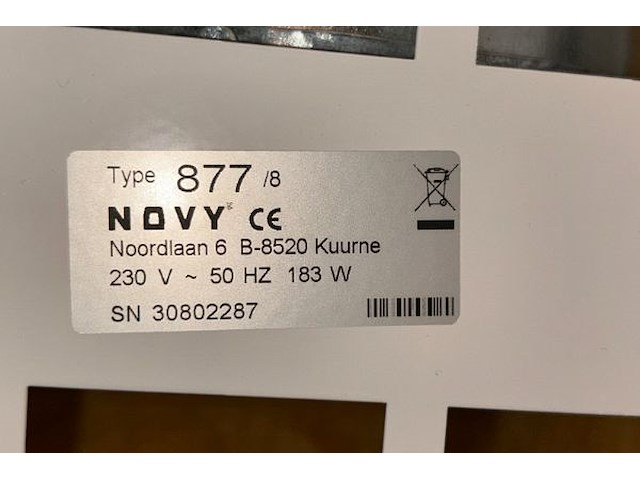 Type 877 /8
NOVY CE
Noordlaan 6 B-8520 Kuurne
230 V ~ 50 HZ 183 W
SN 30802287